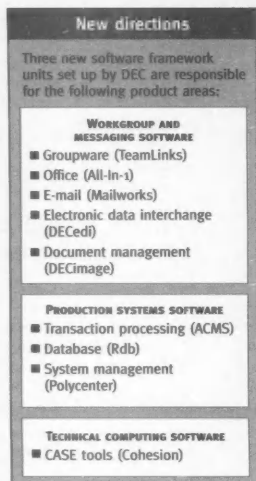 New directions
Three new software framework
units set up by DEC are responsible
for the following product areas:
WORKGROUP AND
MESSAGING SOFTWARE
■ Groupware (TeamLinks)
■ Office (All-In-1)
■ E-mail (Mailworks)
■ Electronic data interchange
(DECedi)
■ Document management
(DECimage)
PRODUCTION SYSTEMS SOFTWARE
■ Transaction processing (ACMS)
■ Database (Rdb)
■ System management
(Polycenter)
TECHNICAL COMPUTING SOFTWARE
■ CASE tools (Cohesion)